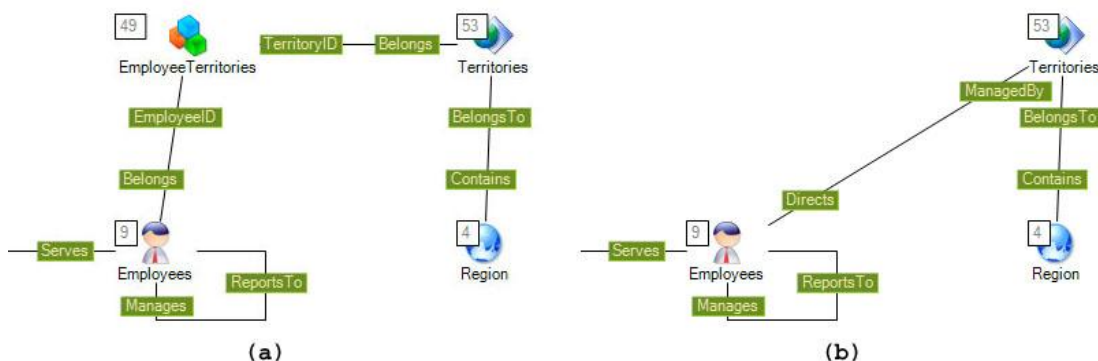 49
EmployeeTerritories
TerritoryID
Belongs
53
Territories
EmployeeID
Belongs
BelongsTo
Contains
Serves
9
Employees
Manages
ReportsTo
4
Region
(a)
53
Territories
ManagedBy
BelongsTo
Directs
Contains
Serves
9
Employees
Manages
ReportsTo
4
Region
(b)